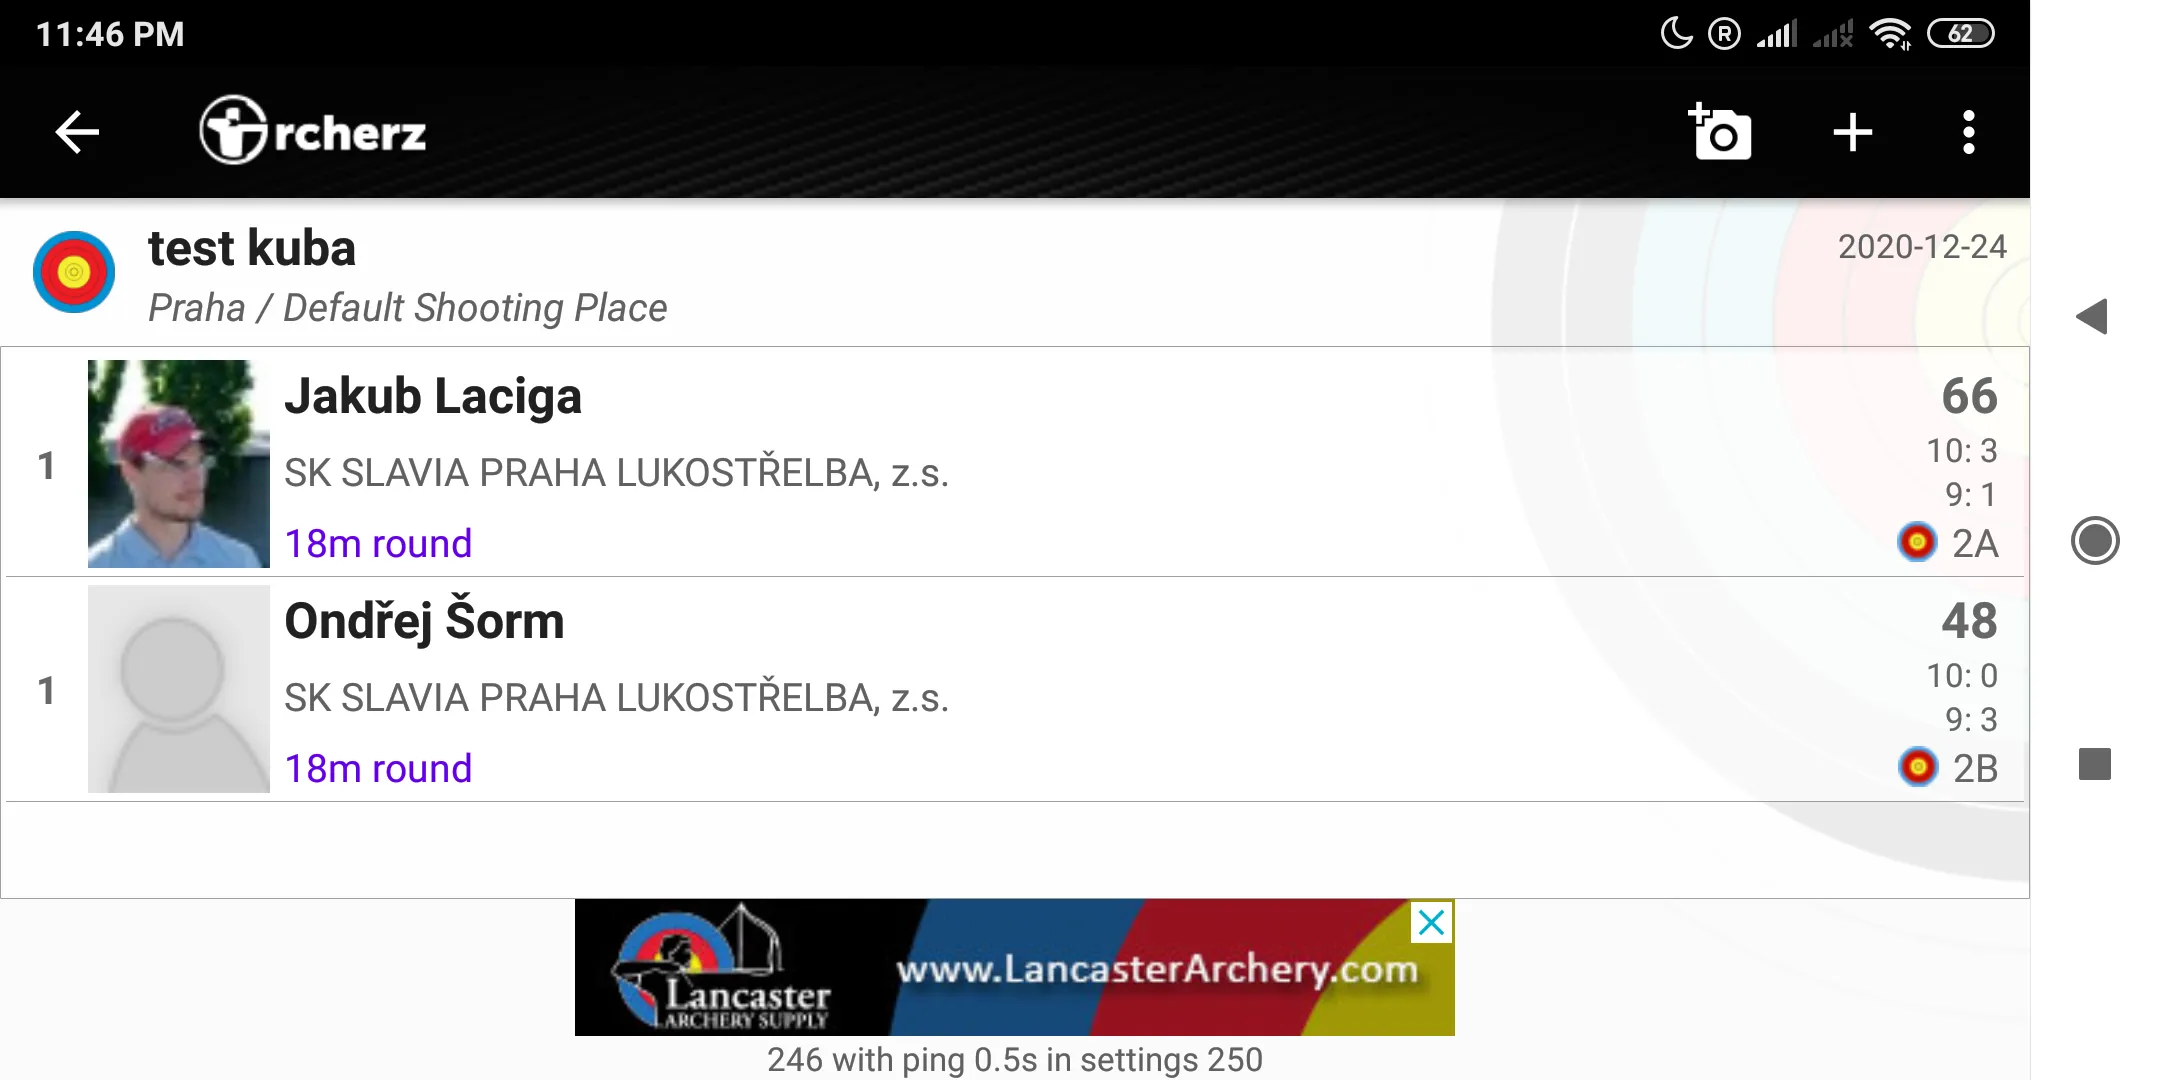 11:46 PM
R
62
rcherz
test kuba
2020-12-24
Praha / Default Shooting Place
1
Jakub Laciga
SK SLAVIA PRAHA LUKOSTŘELBA, z.s.
18m round
66
10: 3
9: 1
2A
1
Ondřej Šorm
SK SLAVIA PRAHA LUKOSTŘELBA, z.s.
18m round
48
10: 0
9: 3
2B
Lancaster
ARCHERY SUPPLY
www.LancasterArchery.com
246 with ping 0.5s in settings 250